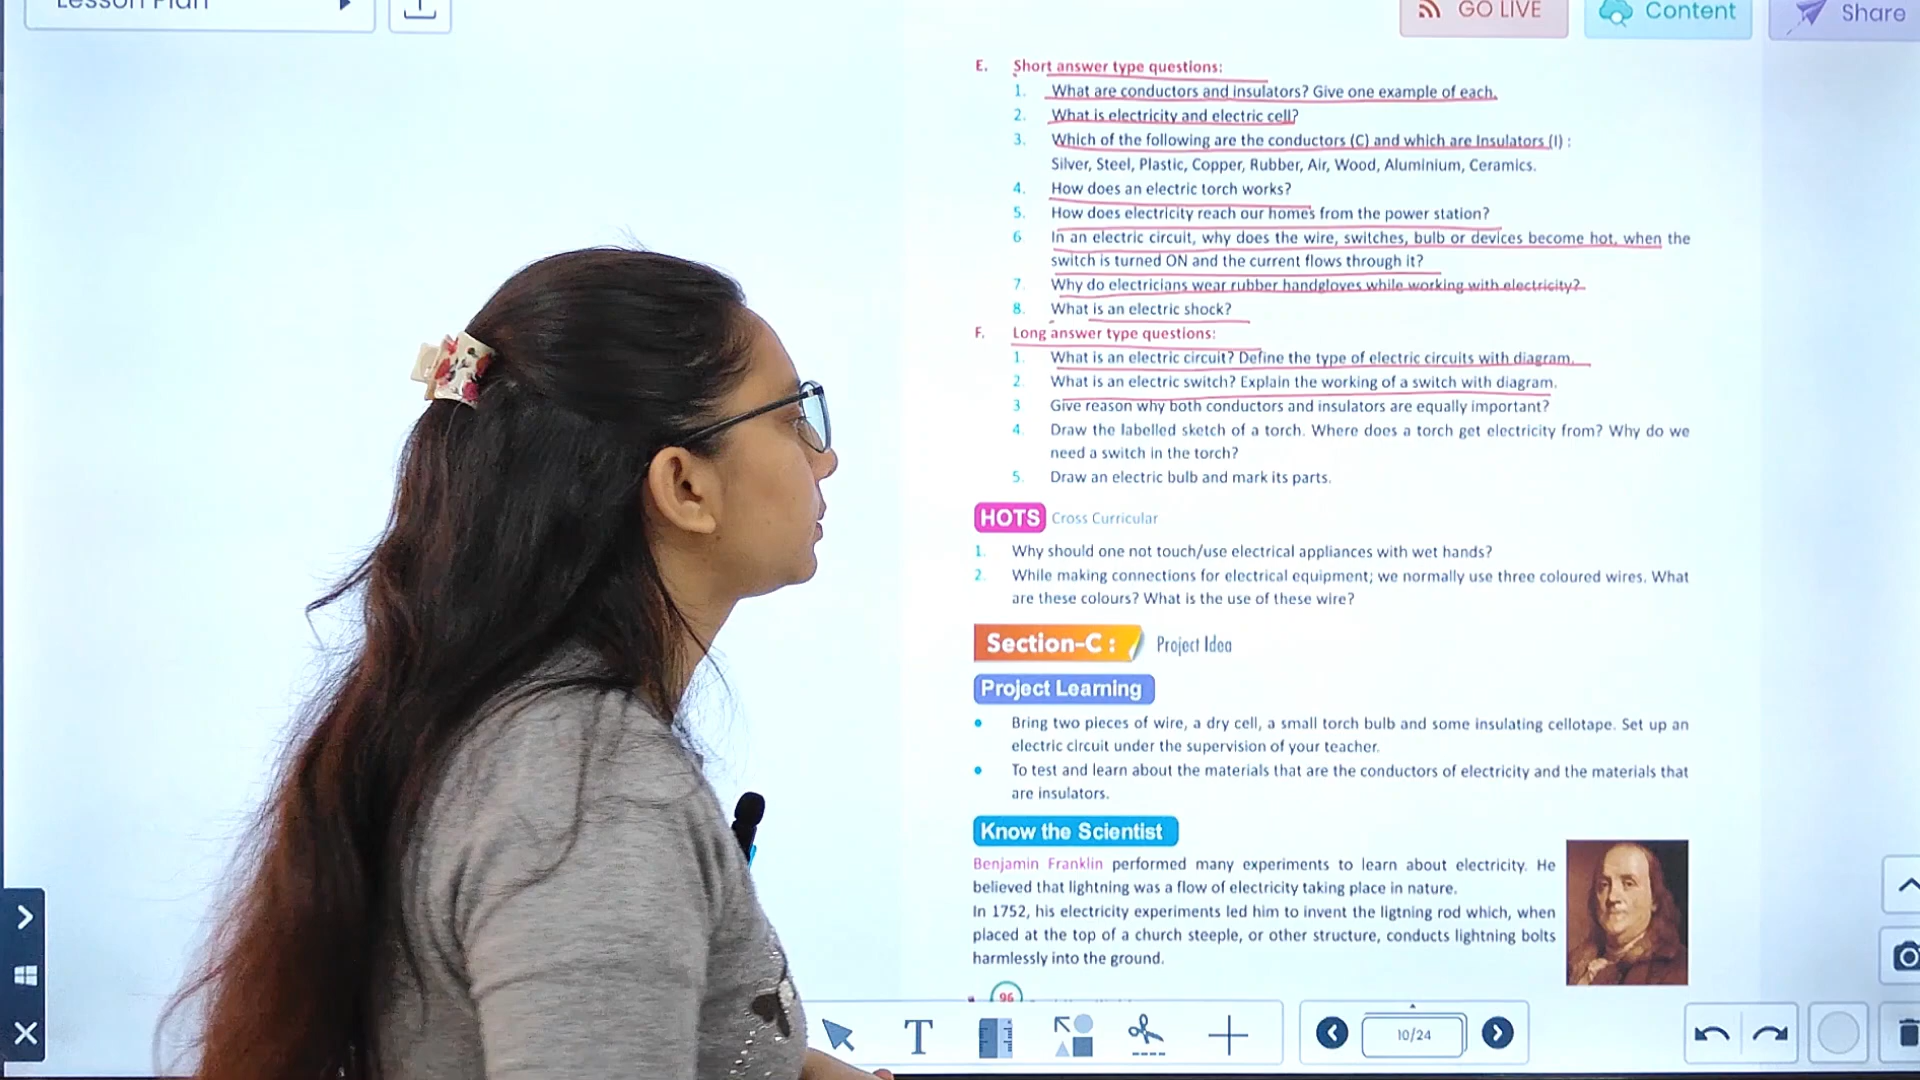 Lesson Plan
GO LIVE
Content
Share
E. Short answer type questions:
1. What are conductors and insulators? Give one example of each.
2. What is electricity and electric cell?
3. Which of the following are the conductors (C) and which are Insulators (I) :
Silver, Steel, Plastic, Copper, Rubber, Air, Wood, Aluminium, Ceramics.
4. How does an electric torch works?
5. How does electricity reach our homes from the power station?
6 In an electric circuit, why does the wire, switches, bulb or devices become hot, when the
switch is turned ON and the current flows through it?
7. Why do electricians wear rubber handgloves while working with electricity?
8. What is an electric shock?
F. Long answer type questions:
1. What is an electric circuit? Define the type of electric circuits with diagram.
2. What is an electric switch? Explain the working of a switch with diagram.
3 Give reason why both conductors and insulators are equally important?
4. Draw the labelled sketch of a torch. Where does a torch get electricity from? Why do we
need a switch in the torch?
5. Draw an electric bulb and mark its parts.
HOTS Cross Curricular
1. Why should one not touch/use electrical appliances with wet hands?
2. While making connections for electrical equipment; we normally use three coloured wires. What
are these colours? What is the use of these wire?
Section-C : Project Idea
Project Learning
• Bring two pieces of wire, a dry cell, a small torch bulb and some insulating cellotape. Set up an
electric circuit under the supervision of your teacher.
• To test and learn about the materials that are the conductors of electricity and the materials that
are insulators.
Know the Scientist
Benjamin Franklin performed many experiments to learn about electricity. He
believed that lightning was a flow of electricity taking place in nature.
In 1752, his electricity experiments led him to invent the ligtning rod which, when
placed at the top of a church steeple, or other structure, conducts lightning bolts
harmlessly into the ground.
96
T
10/24